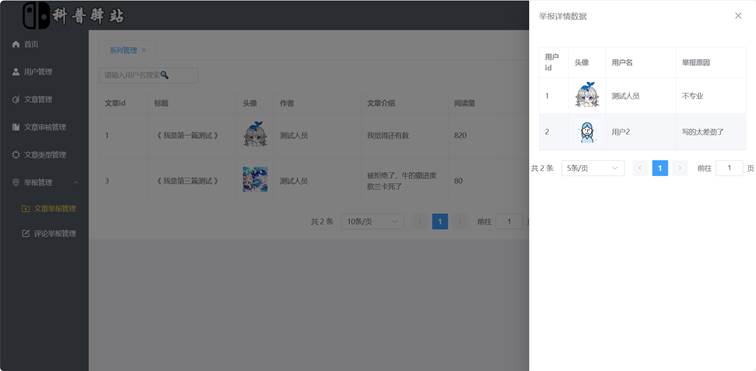 科普驿站
举报详情数据
首页
用户管理
文章管理
文章审核管理
文章类型管理
举报管理
文章举报管理
评论举报管理
系列管理
请输入用户名搜索
文章id 标题 头像 作者 文章介绍 阅读量
1 《我是第一篇测试》 测试人员 我觉得还有救 820
3 《我是第三篇测试》 测试人员 被拒绝了，牛的撒进度数兰卡死了 80
共 2 条 10条/页 1 前往 1
用户id 头像 用户名 举报原因
1 测试人员 不专业
2 用户2 写的太差劲了
共 2 条 5条/页 1 前往 1 页